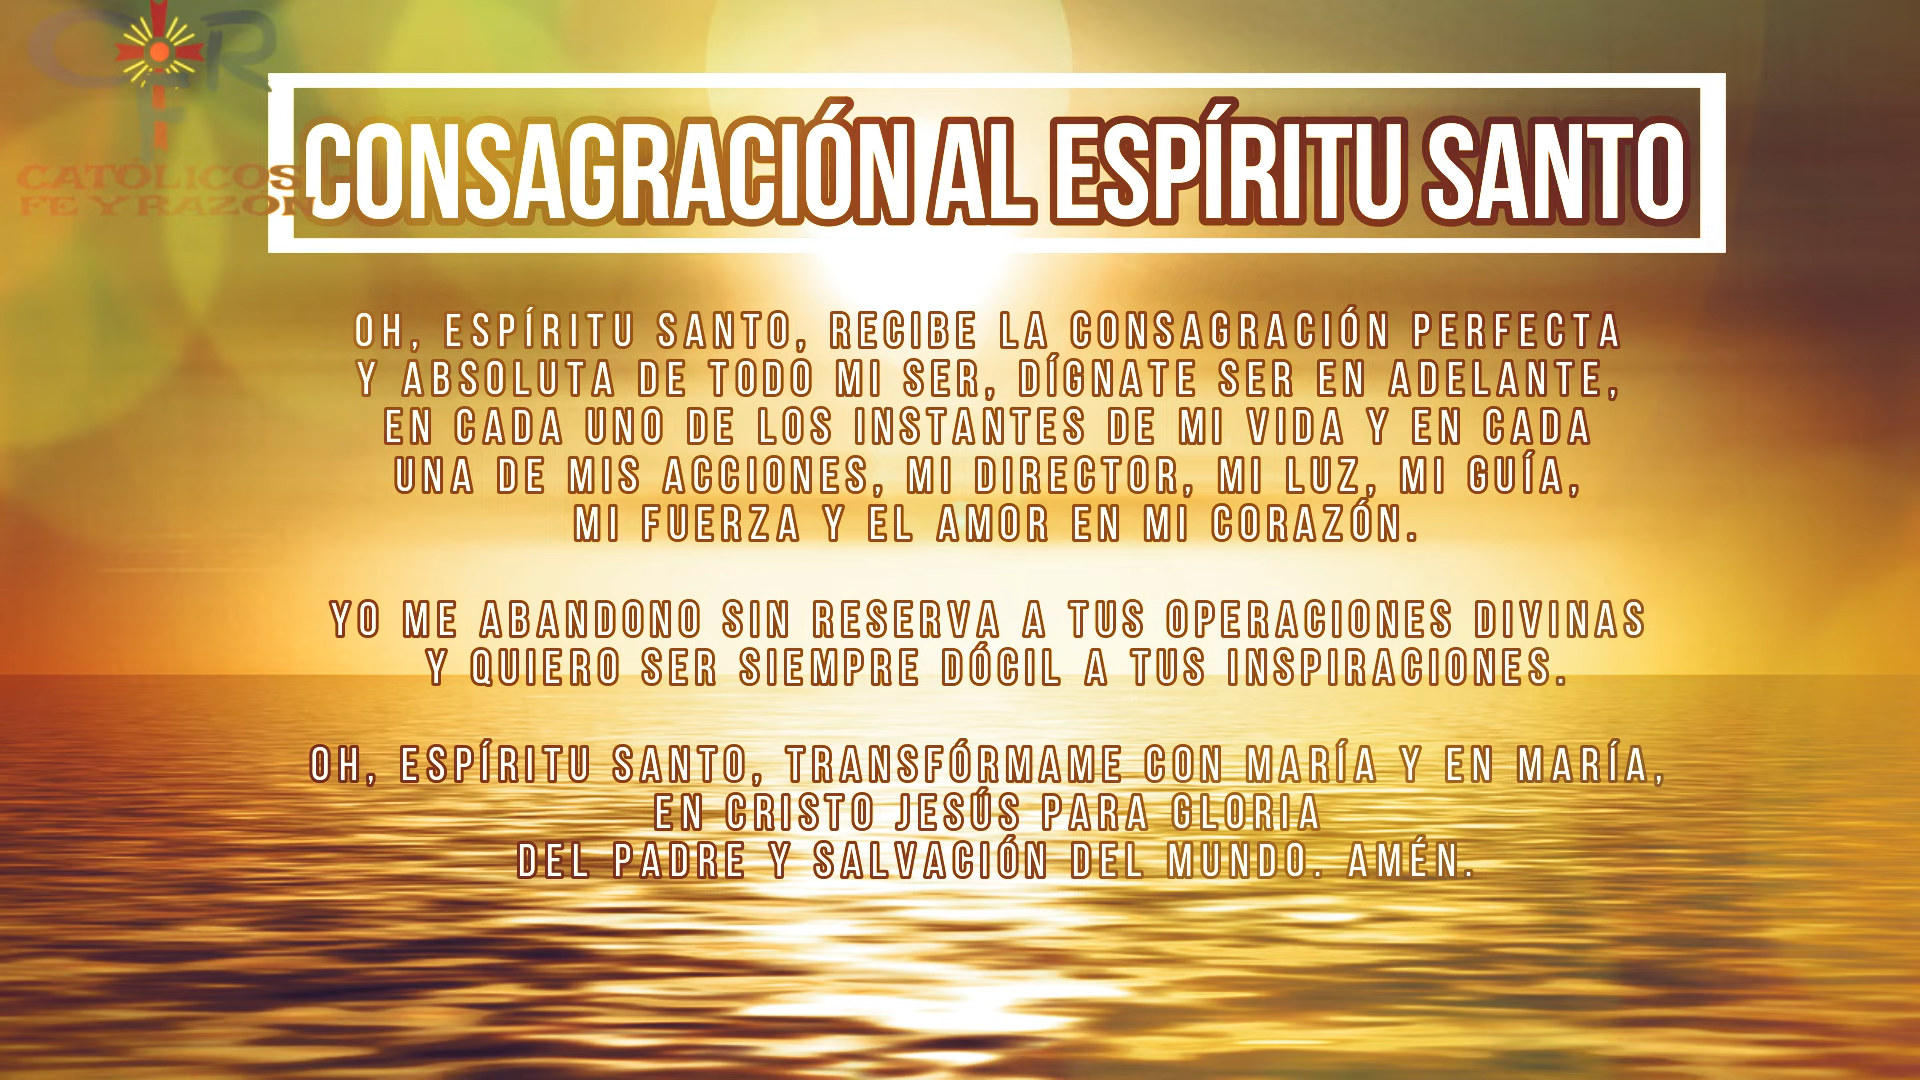 CFR
CATÓLICOS
FE Y RAZÓN
CONSAGRACIÓN AL ESPÍRITU SANTO
OH, ESPÍRITU SANTO, RECIBE LA CONSAGRACIÓN PERFECTA
Y ABSOLUTA DE TODO MI SER, DÍGNATE SER EN ADELANTE,
EN CADA UNO DE LOS INSTANTES DE MI VIDA Y EN CADA
UNA DE MIS ACCIONES, MI DIRECTOR, MI LUZ, MI GUÍA,
MI FUERZA Y EL AMOR EN MI CORAZÓN.
YO ME ABANDONO SIN RESERVA A TUS OPERACIONES DIVINAS
Y QUIERO SER SIEMPRE DÓCIL A TUS INSPIRACIONES.
OH, ESPÍRITU SANTO, TRANSFÓRMAME CON MARÍA Y EN MARÍA,
EN CRISTO JESÚS PARA GLORIA
DEL PADRE Y SALVACIÓN DEL MUNDO. AMÉN.